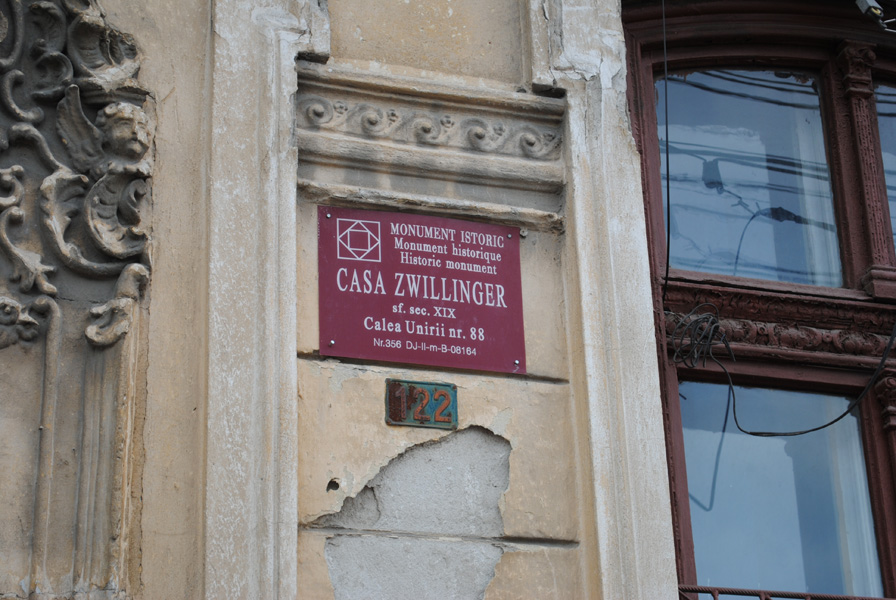 MONUMENT ISTORIC
Monument historique
Historic monument
CASA ZWILLINGER
sf. sec. XIX
Calea Unirii nr. 88
Nr.356 DJ-II-m-B-08164
122